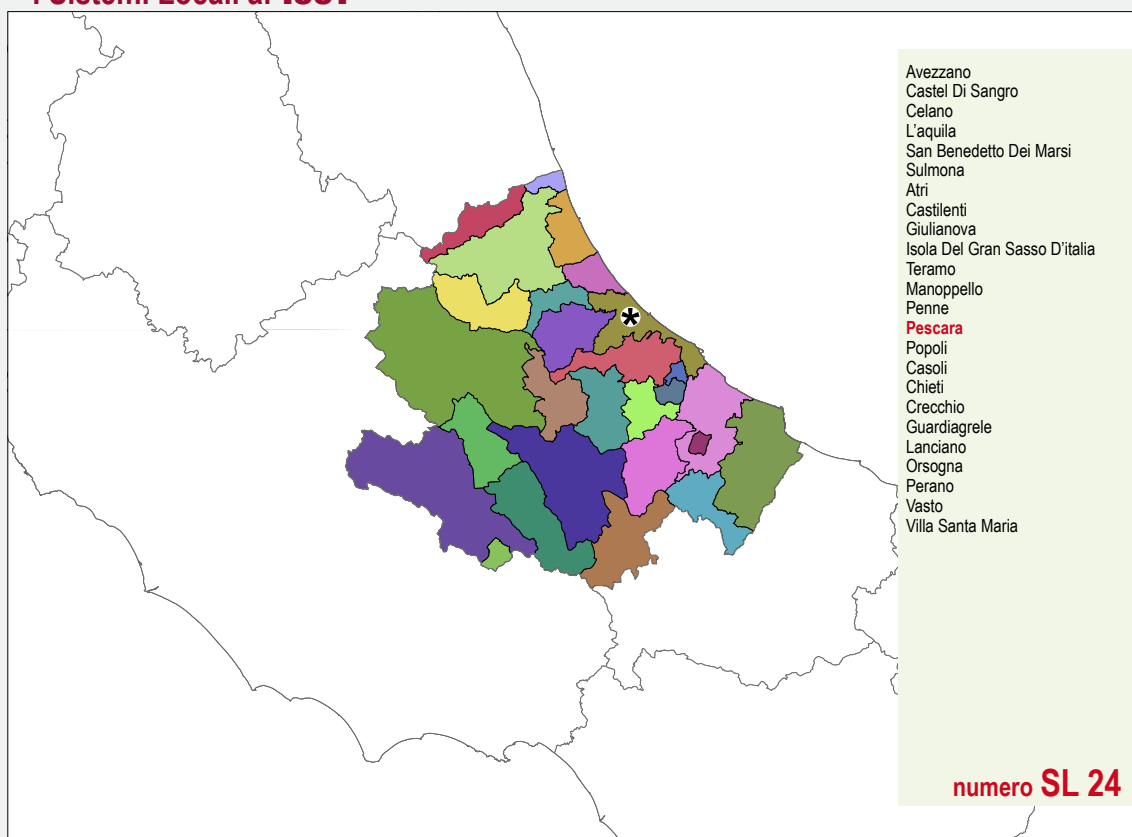 Avezzano
Castel Di Sangro
Celano
L'aquila
San Benedetto Dei Marsi
Sulmona
Atri
Castilenti
Giulianova
Isola Del Gran Sasso D'italia
Teramo
Manoppello
Penne
Pescara
Popoli
Casoli
Chieti
Crecchio
Guardiagrele
Lanciano
Orsogna
Perano
Vasto
Villa Santa Maria
numero SL 24